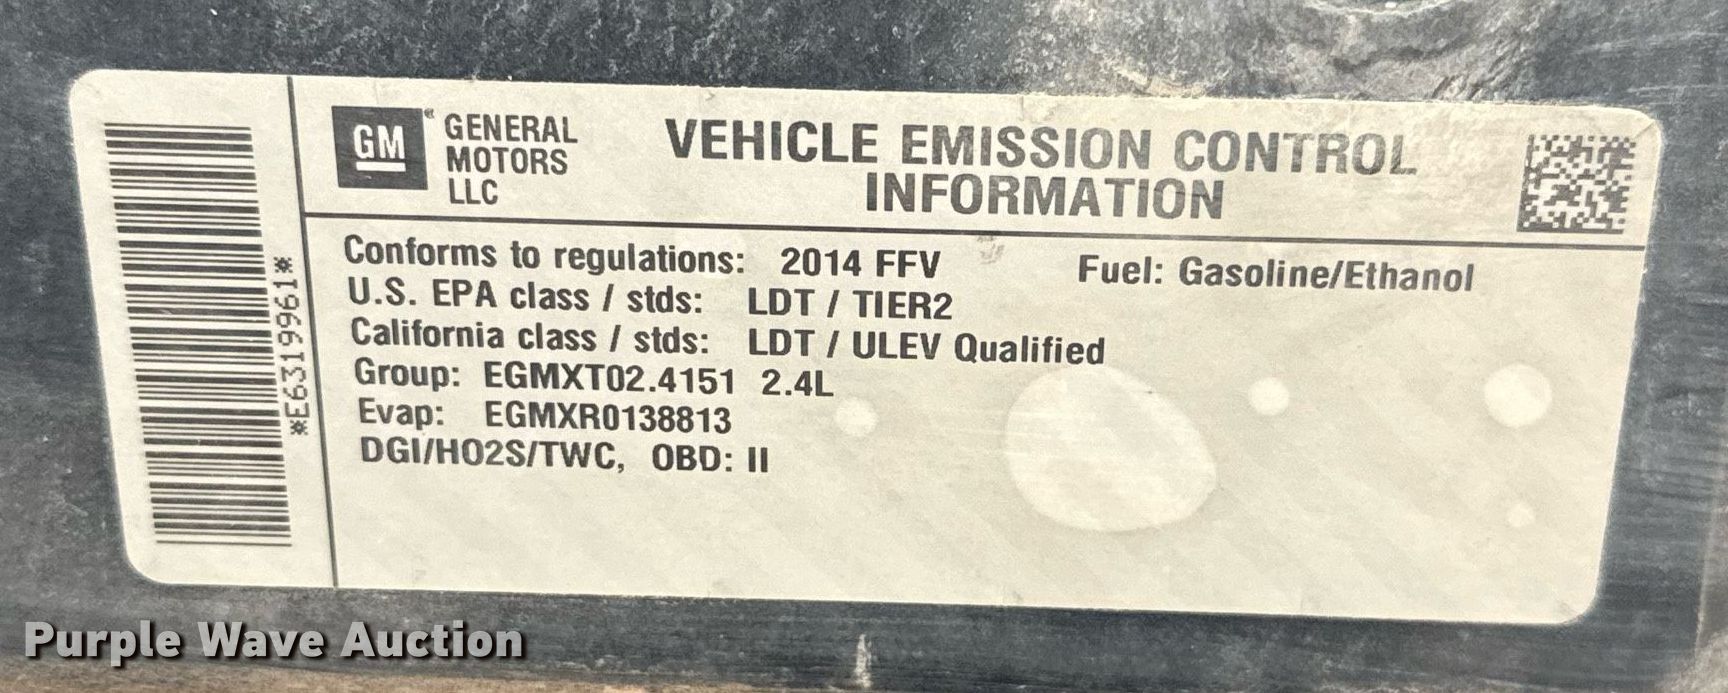 *E6319961*
GM
GENERAL
MOTORS
LLC
VEHICLE EMISSION CONTROL
INFORMATION
Conforms to regulations: 2014 FFV
Fuel: Gasoline/Ethanol
U.S. EPA class / stds: LDT / TIER2
California class / stds: LDT / ULEV Qualified
Group: EGMXT02.4151 2.4L
Evap: EGMXR0138813
DGI/HO2S/TWC, OBD: II
Purple Wave Auction